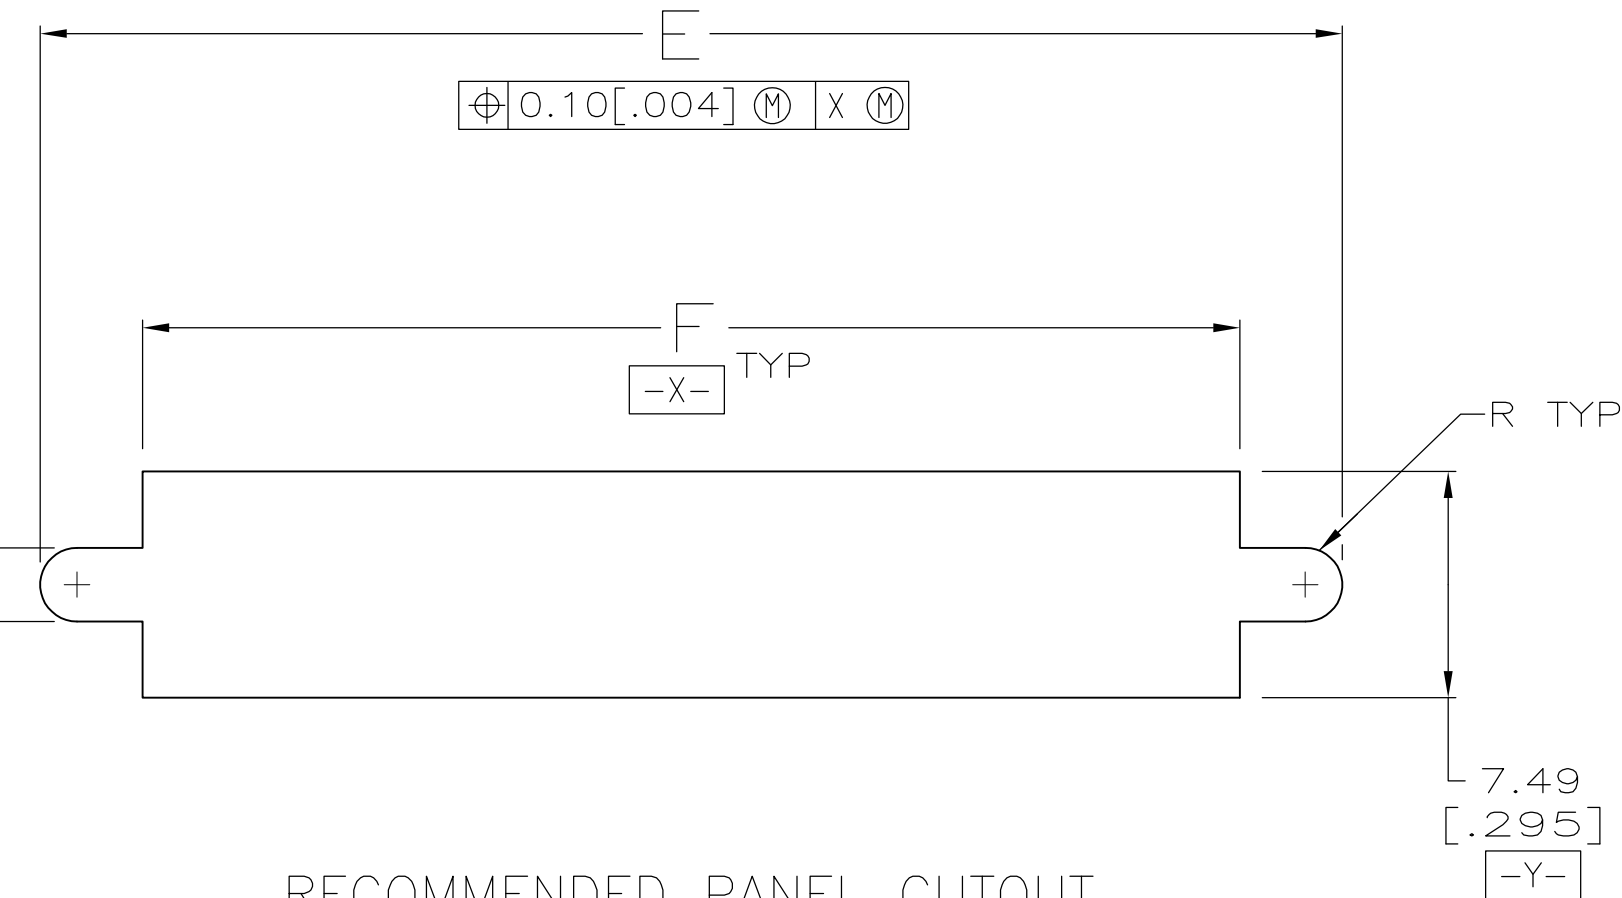 E
⌖ 0.10[.004] Ⓜ X Ⓜ
F
TYP
-X-
R TYP
7.49
[.295]
-Y-
RECOMMENDED PANEL CUTOUT